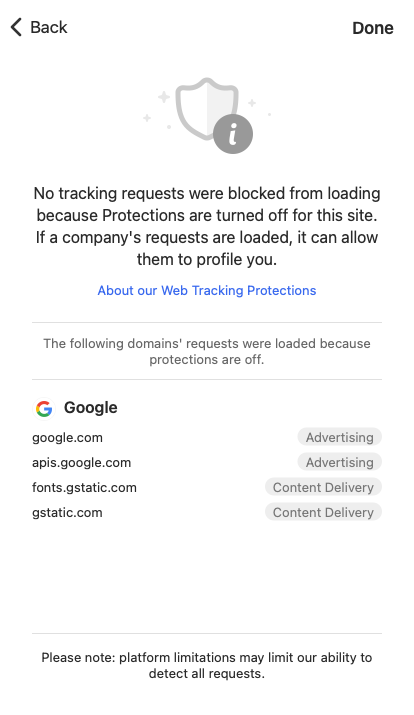 Back
Done
No tracking requests were blocked from loading
because Protections are turned off for this site.
If a company's requests are loaded, it can allow
them to profile you.
About our Web Tracking Protections
The following domains' requests were loaded because
protections are off.
Google
google.com Advertising
apis.google.com Advertising
fonts.gstatic.com Content Delivery
gstatic.com Content Delivery
Please note: platform limitations may limit our ability to
detect all requests.